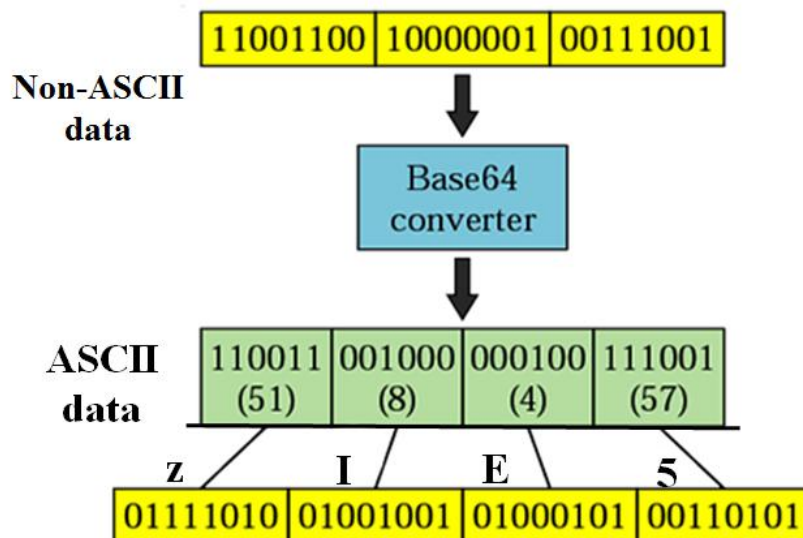 11001100 10000001 00111001
Non-ASCII
data
Base64
converter
ASCII
data
110011 001000 000100 111001
(51) (8) (4) (57)
z I E 5
01111010 01001001 01000101 00110101